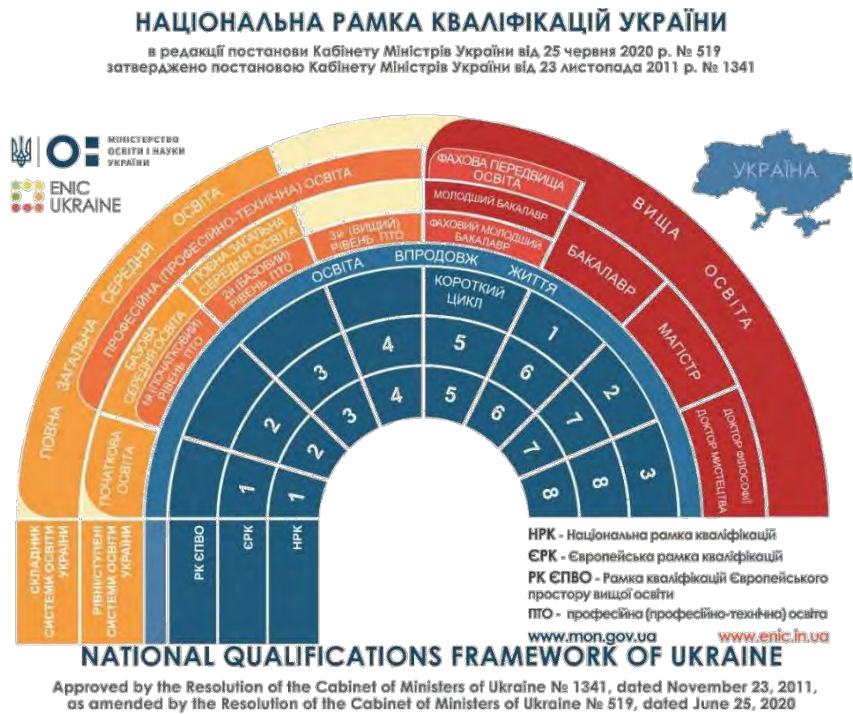 НАЦІОНАЛЬНА РАМКА КВАЛІФІКАЦІЙ УКРАЇНИ
в редакції постанови Кабінету Міністрів України від 25 червня 2020 р. № 519
затверджено постановою Кабінету Міністрів України від 23 листопада 2011 р. № 1341
МІНІСТЕРСТВО
ОСВІТИ І НАУКИ
УКРАЇНИ
ENIC
UKRAINE
УКРАЇНА
ПОВНА ЗАГАЛЬНА СЕРЕДНЯ ОСВІТА
ПРОФЕСІЙНА (ПРОФЕСІЙНО-ТЕХНІЧНА) ОСВІТА
ФАХОВА ПЕРЕДВИЩА
ОСВІТА
ВИЩА ОСВІТА
ПОЧАТКОВА
ОСВІТА
БАЗОВА
СЕРЕДНЯ ОСВІТА
1й (ПОЧАТКОВИЙ)
РІВЕНЬ ПТО
ПОВНА ЗАГАЛЬНА
СЕРЕДНЯ ОСВІТА
2й (БАЗОВИЙ)
РІВЕНЬ ПТО
3й (ВИЩИЙ)
РІВЕНЬ ПТО
МОЛОДШИЙ БАКАЛАВР
ФАХОВИЙ МОЛОДШИЙ
БАКАЛАВР
БАКАЛАВР
МАГІСТР
ДОКТОР ФІЛОСОФІЇ
ДОКТОР МИСТЕЦТВА
ОСВІТА ВПРОДОВЖ ЖИТТЯ
КОРОТКИЙ
ЦИКЛ
1
2
3
1
2
3
4
5
6
7
8
1
2
3
4
5
6
7
8
СКЛАДНИК
СИСТЕМИ ОСВІТИ
УКРАЇНИ
РІВНІ/СТУПЕНІ
СИСТЕМИ ОСВІТИ
УКРАЇНИ
РК ЄПВО
ЄРК
НРК
НРК - Національна рамка кваліфікацій
ЄРК - Європейська рамка кваліфікацій
РК ЄПВО - Рамка кваліфікацій Європейського
простору вищої освіти
ПТО - професійна (професійно-технічна) освіта
www.mon.gov.ua www.enic.in.ua
NATIONAL QUALIFICATIONS FRAMEWORK OF UKRAINE
Approved by the Resolution of the Cabinet of Ministers of Ukraine № 1341, dated November 23, 2011,
as amended by the Resolution of the Cabinet of Ministers of Ukraine № 519, dated June 25, 2020